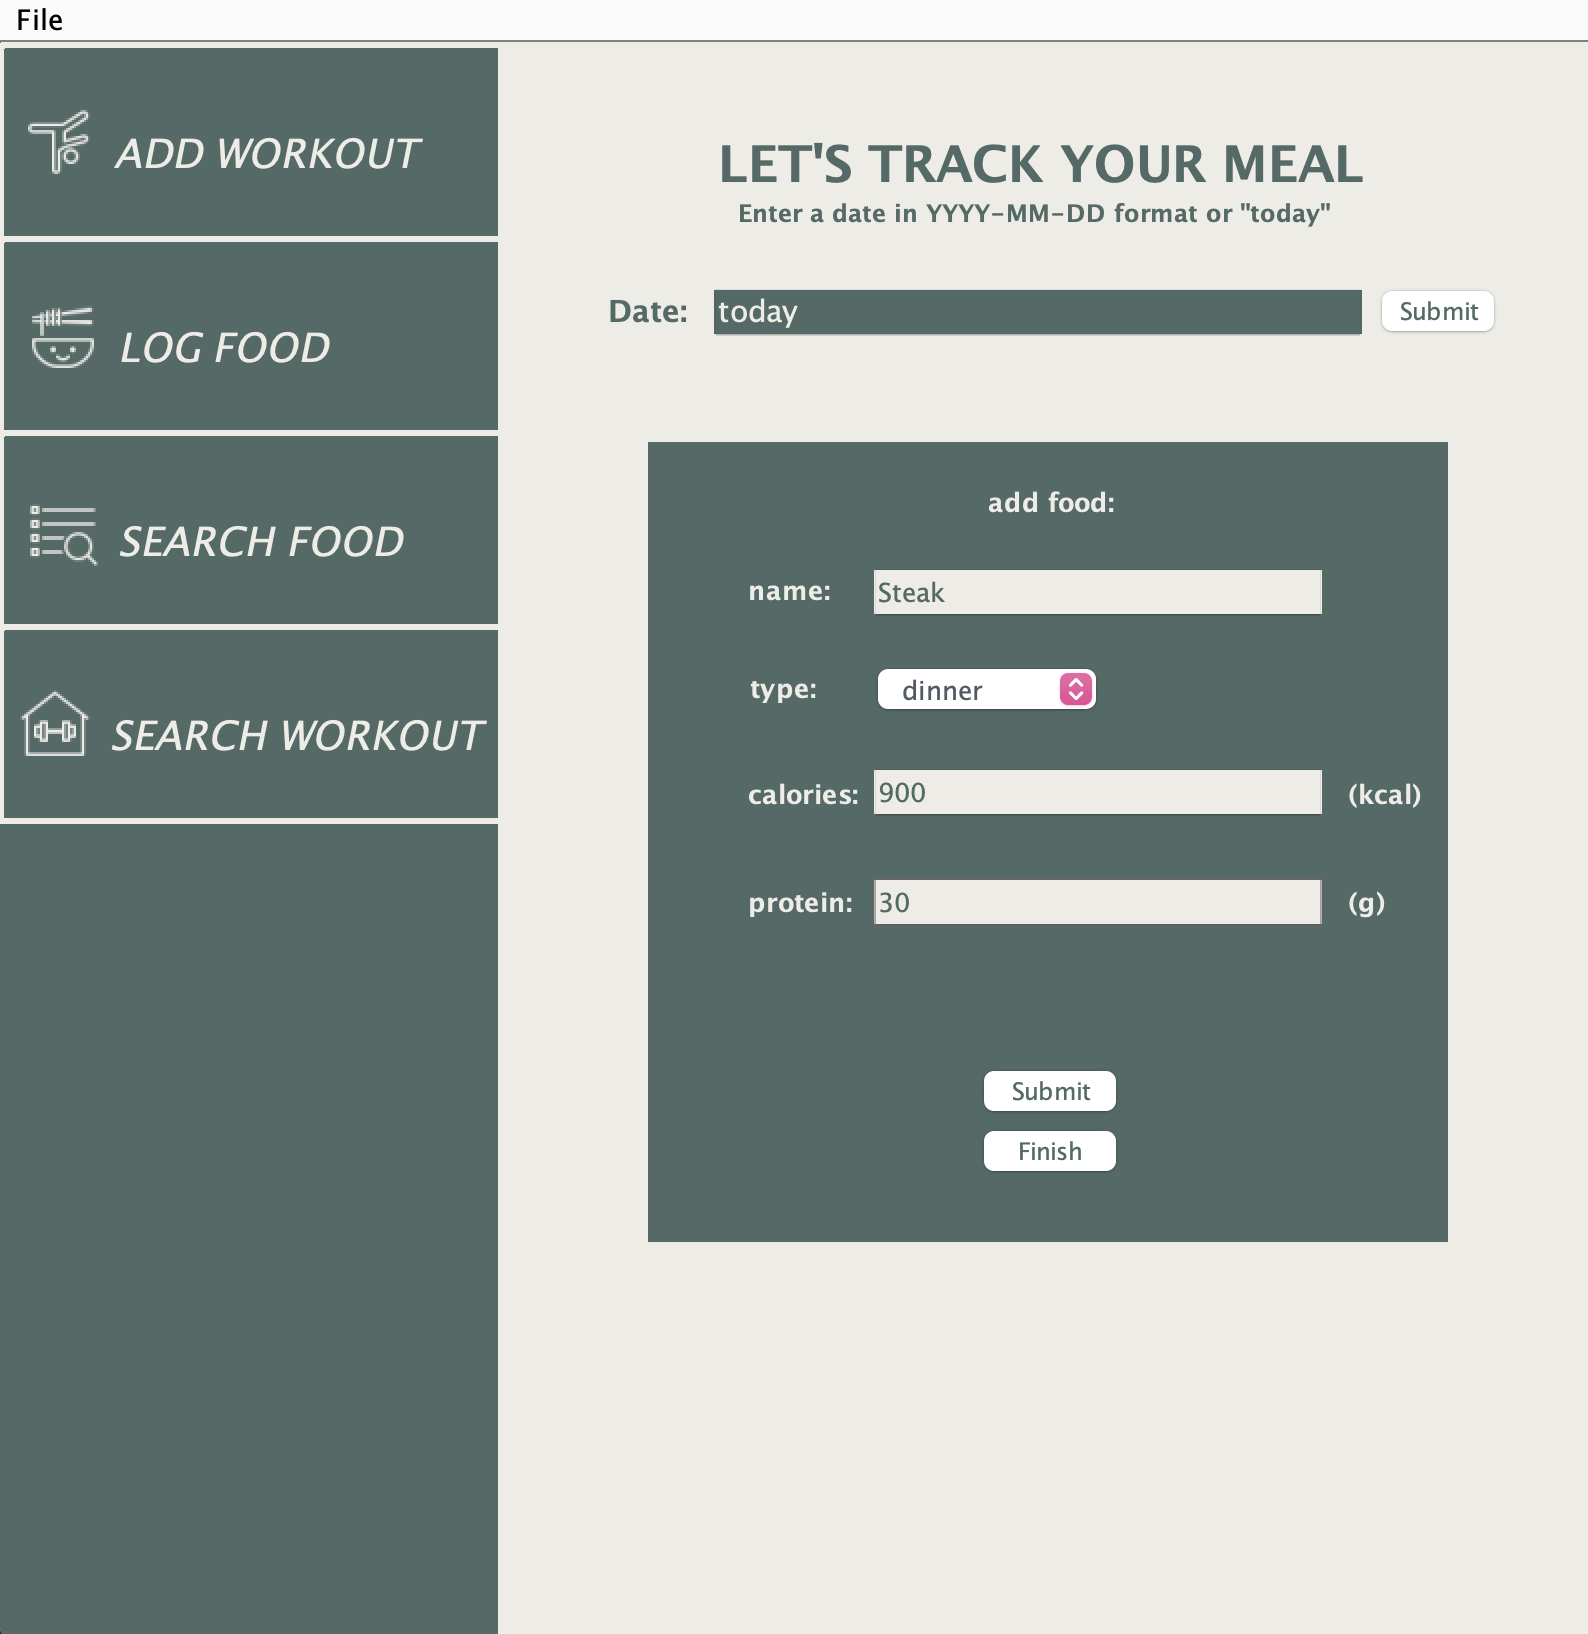 File
ADD WORKOUT
LOG FOOD
SEARCH FOOD
SEARCH WORKOUT
LET'S TRACK YOUR MEAL
Enter a date in YYYY-MM-DD format or "today"
Date: today Submit
add food:
name: Steak
type: dinner
calories: 900 (kcal)
protein: 30 (g)
Submit
Finish